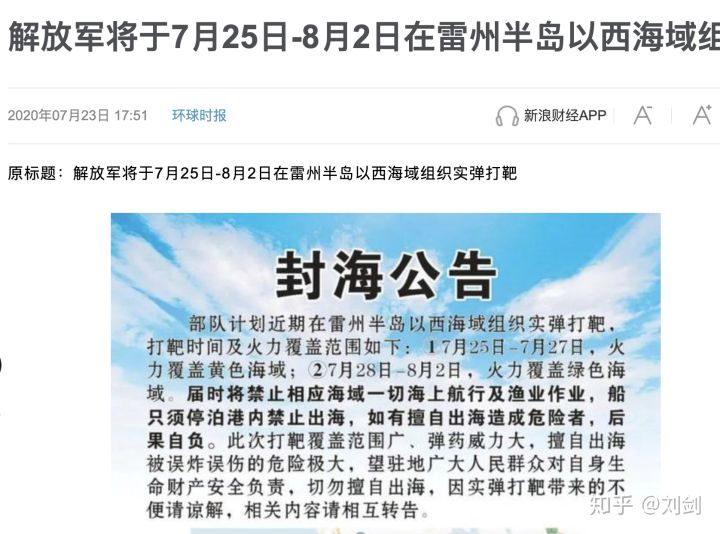 解放军将于7月25日-8月2日在雷州半岛以西海域组
2020年07月23日 17:51 环球时报 新浪财经APP A- A+
原标题：解放军将于7月25日-8月2日在雷州半岛以西海域组织实弹打靶
封海公告
部队计划近期在雷州半岛以西海域组织实弹打靶，
打靶时间及火力覆盖范围如下：①7月25日-7月27日，火
力覆盖黄色海域；②7月28日-8月2日，火力覆盖绿色海
域。届时将禁止相应海域一切海上航行及渔业作业，船
只须停泊港内禁止出海，如有擅自出海造成危险者，后
果自负。此次打靶覆盖范围广、弹药威力大，擅自出海
被误炸误伤的危险极大，望驻地广大人民群众对自身生
命财产安全负责，切勿擅自出海，因实弹打靶带来的不
便请谅解，相关内容请相互转告。
知乎 @刘剑